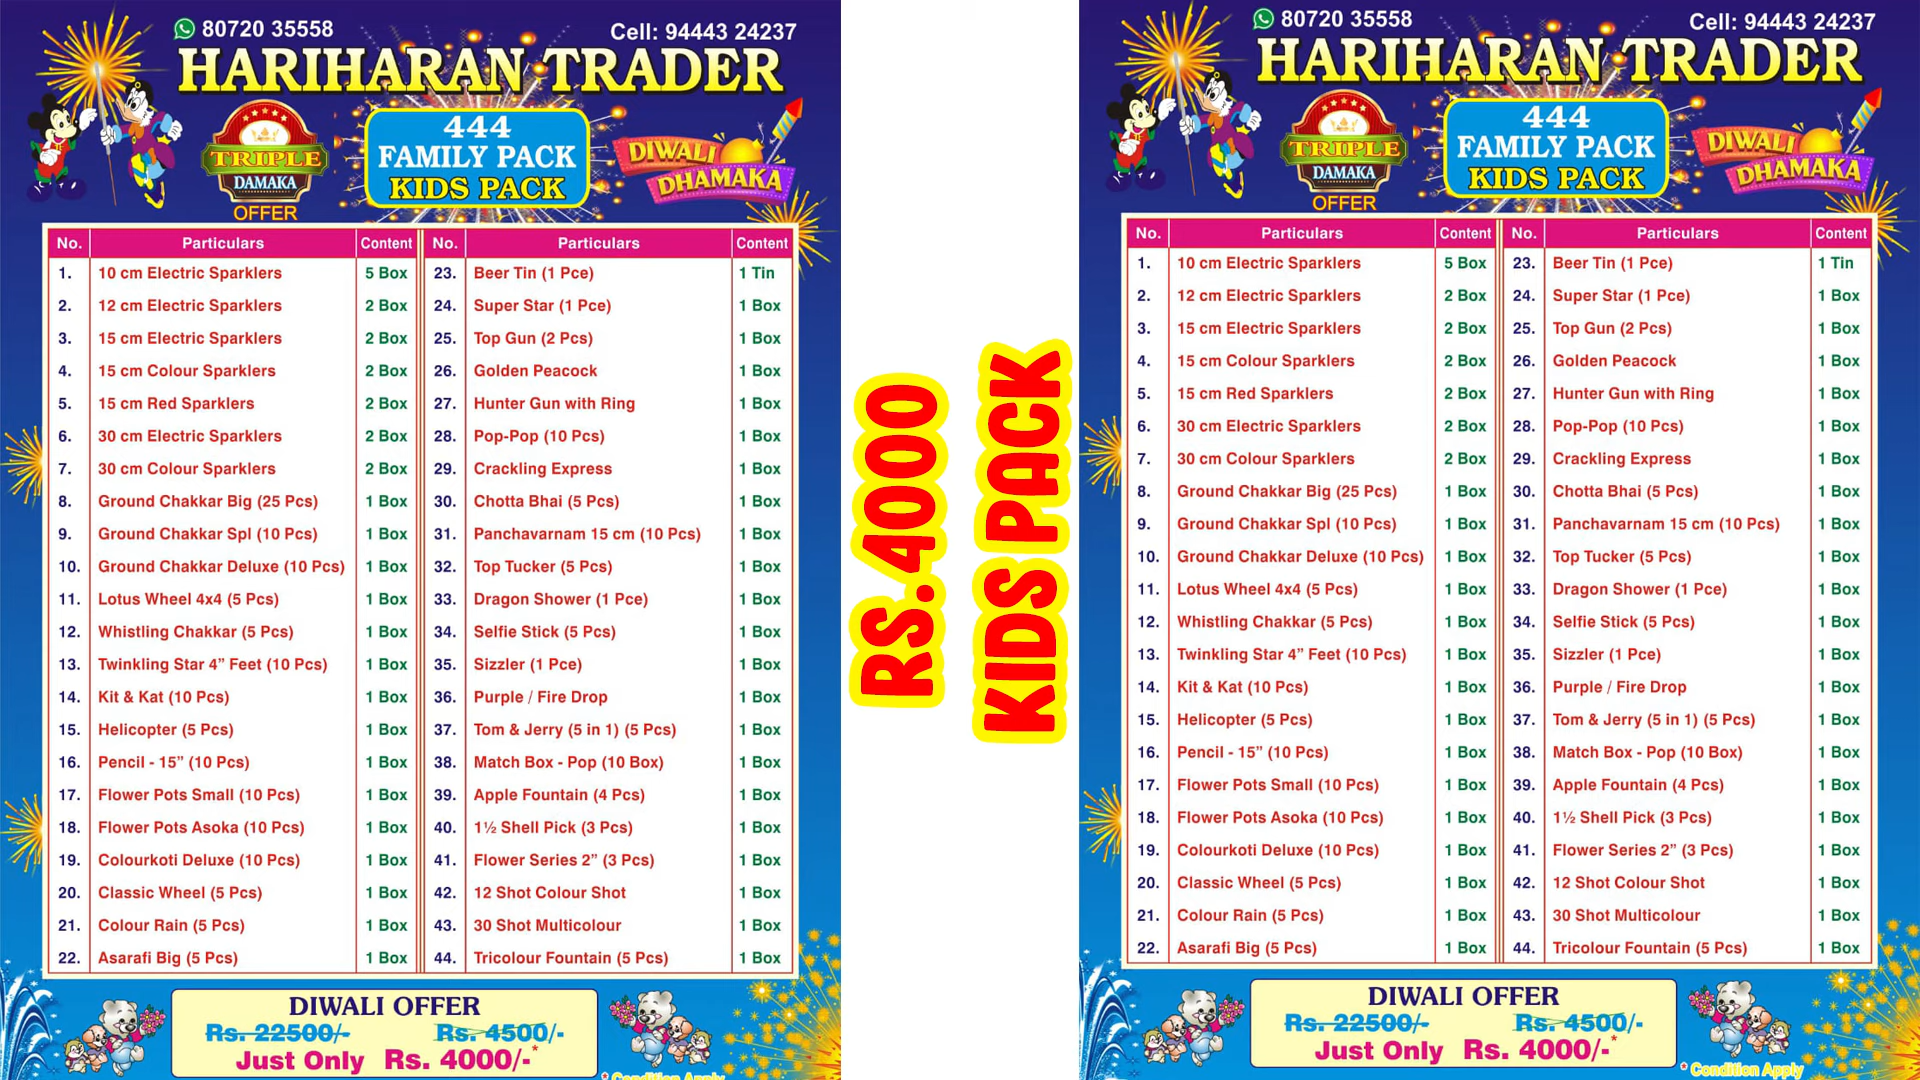 80720 35558 Cell: 94443 24237
HARIHARAN TRADER
TRIPLE
DAMAKA
OFFER
444
FAMILY PACK
KIDS PACK
DIWALI
DHAMAKA
No. Particulars Content No. Particulars Content
1. 10 cm Electric Sparklers 5 Box 23. Beer Tin (1 Pce) 1 Tin
2. 12 cm Electric Sparklers 2 Box 24. Super Star (1 Pce) 1 Box
3. 15 cm Electric Sparklers 2 Box 25. Top Gun (2 Pcs) 1 Box
4. 15 cm Colour Sparklers 2 Box 26. Golden Peacock 1 Box
5. 15 cm Red Sparklers 2 Box 27. Hunter Gun with Ring 1 Box
6. 30 cm Electric Sparklers 2 Box 28. Pop-Pop (10 Pcs) 1 Box
7. 30 cm Colour Sparklers 2 Box 29. Crackling Express 1 Box
8. Ground Chakkar Big (25 Pcs) 1 Box 30. Chotta Bhai (5 Pcs) 1 Box
9. Ground Chakkar Spl (10 Pcs) 1 Box 31. Panchavarnam 15 cm (10 Pcs) 1 Box
10. Ground Chakkar Deluxe (10 Pcs) 1 Box 32. Top Tucker (5 Pcs) 1 Box
11. Lotus Wheel 4x4 (5 Pcs) 1 Box 33. Dragon Shower (1 Pce) 1 Box
12. Whistling Chakkar (5 Pcs) 1 Box 34. Selfie Stick (5 Pcs) 1 Box
13. Twinkling Star 4” Feet (10 Pcs) 1 Box 35. Sizzler (1 Pce) 1 Box
14. Kit & Kat (10 Pcs) 1 Box 36. Purple / Fire Drop 1 Box
15. Helicopter (5 Pcs) 1 Box 37. Tom & Jerry (5 in 1) (5 Pcs) 1 Box
16. Pencil - 15” (10 Pcs) 1 Box 38. Match Box - Pop (10 Box) 1 Box
17. Flower Pots Small (10 Pcs) 1 Box 39. Apple Fountain (4 Pcs) 1 Box
18. Flower Pots Asoka (10 Pcs) 1 Box 40. 1½ Shell Pick (3 Pcs) 1 Box
19. Colourkoti Deluxe (10 Pcs) 1 Box 41. Flower Series 2” (3 Pcs) 1 Box
20. Classic Wheel (5 Pcs) 1 Box 42. 12 Shot Colour Shot 1 Box
21. Colour Rain (5 Pcs) 1 Box 43. 30 Shot Multicolour 1 Box
22. Asarafi Big (5 Pcs) 1 Box 44. Tricolour Fountain (5 Pcs) 1 Box
DIWALI OFFER
Rs. 22500/- Rs. 4500/-
Just Only Rs. 4000/-*
* Condition Apply
RS.4000
KIDS PACK
80720 35558 Cell: 94443 24237
HARIHARAN TRADER
TRIPLE
DAMAKA
OFFER
444
FAMILY PACK
KIDS PACK
DIWALI
DHAMAKA
No. Particulars Content No. Particulars Content
1. 10 cm Electric Sparklers 5 Box 23. Beer Tin (1 Pce) 1 Tin
2. 12 cm Electric Sparklers 2 Box 24. Super Star (1 Pce) 1 Box
3. 15 cm Electric Sparklers 2 Box 25. Top Gun (2 Pcs) 1 Box
4. 15 cm Colour Sparklers 2 Box 26. Golden Peacock 1 Box
5. 15 cm Red Sparklers 2 Box 27. Hunter Gun with Ring 1 Box
6. 30 cm Electric Sparklers 2 Box 28. Pop-Pop (10 Pcs) 1 Box
7. 30 cm Colour Sparklers 2 Box 29. Crackling Express 1 Box
8. Ground Chakkar Big (25 Pcs) 1 Box 30. Chotta Bhai (5 Pcs) 1 Box
9. Ground Chakkar Spl (10 Pcs) 1 Box 31. Panchavarnam 15 cm (10 Pcs) 1 Box
10. Ground Chakkar Deluxe (10 Pcs) 1 Box 32. Top Tucker (5 Pcs) 1 Box
11. Lotus Wheel 4x4 (5 Pcs) 1 Box 33. Dragon Shower (1 Pce) 1 Box
12. Whistling Chakkar (5 Pcs) 1 Box 34. Selfie Stick (5 Pcs) 1 Box
13. Twinkling Star 4” Feet (10 Pcs) 1 Box 35. Sizzler (1 Pce) 1 Box
14. Kit & Kat (10 Pcs) 1 Box 36. Purple / Fire Drop 1 Box
15. Helicopter (5 Pcs) 1 Box 37. Tom & Jerry (5 in 1) (5 Pcs) 1 Box
16. Pencil - 15” (10 Pcs) 1 Box 38. Match Box - Pop (10 Box) 1 Box
17. Flower Pots Small (10 Pcs) 1 Box 39. Apple Fountain (4 Pcs) 1 Box
18. Flower Pots Asoka (10 Pcs) 1 Box 40. 1½ Shell Pick (3 Pcs) 1 Box
19. Colourkoti Deluxe (10 Pcs) 1 Box 41. Flower Series 2” (3 Pcs) 1 Box
20. Classic Wheel (5 Pcs) 1 Box 42. 12 Shot Colour Shot 1 Box
21. Colour Rain (5 Pcs) 1 Box 43. 30 Shot Multicolour 1 Box
22. Asarafi Big (5 Pcs) 1 Box 44. Tricolour Fountain (5 Pcs) 1 Box
DIWALI OFFER
Rs. 22500/- Rs. 4500/-
Just Only Rs. 4000/-*
* Condition Apply